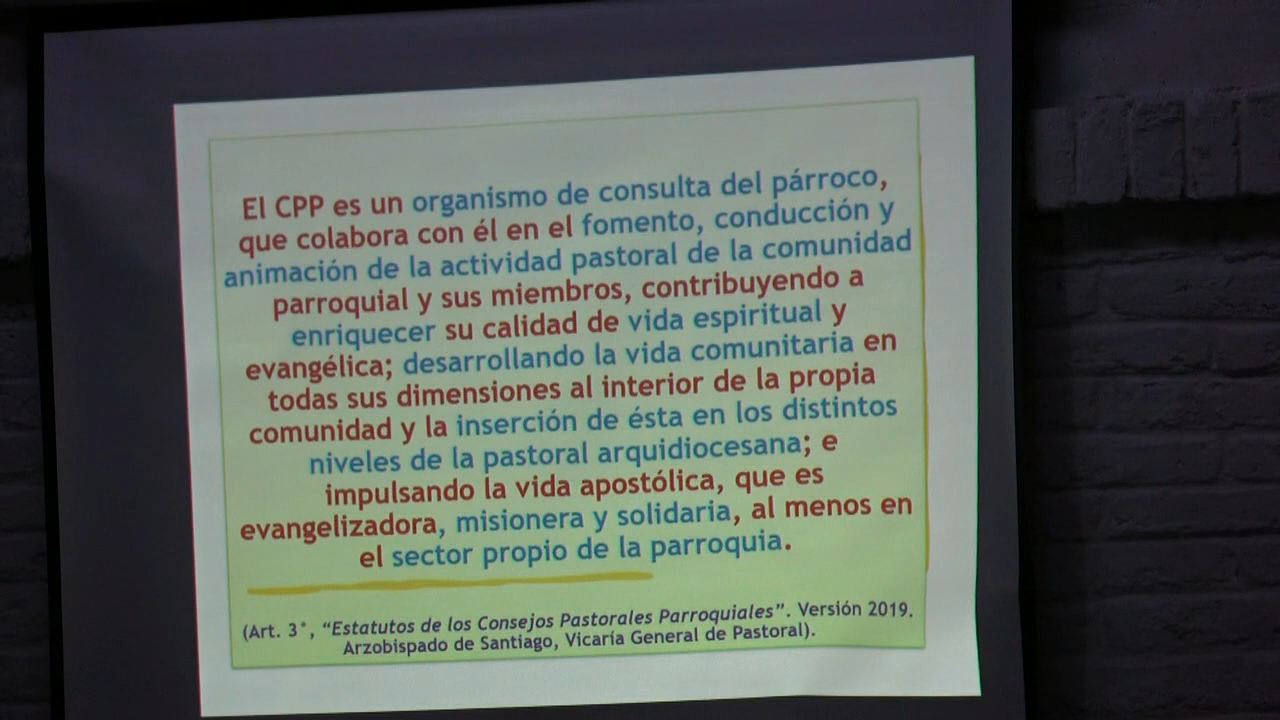 El CPP es un organismo de consulta del párroco,
que colabora con él en el fomento, conducción y
animación de la actividad pastoral de la comunidad
parroquial y sus miembros, contribuyendo a
enriquecer su calidad de vida espiritual y
evangélica; desarrollando la vida comunitaria en
todas sus dimensiones al interior de la propia
comunidad y la inserción de ésta en los distintos
niveles de la pastoral arquidiocesana; e
impulsando la vida apostólica, que es
evangelizadora, misionera y solidaria, al menos en
el sector propio de la parroquia.
(Art. 3°, “Estatutos de los Consejos Pastorales Parroquiales”. Versión 2019.
Arzobispado de Santiago, Vicaría General de Pastoral).